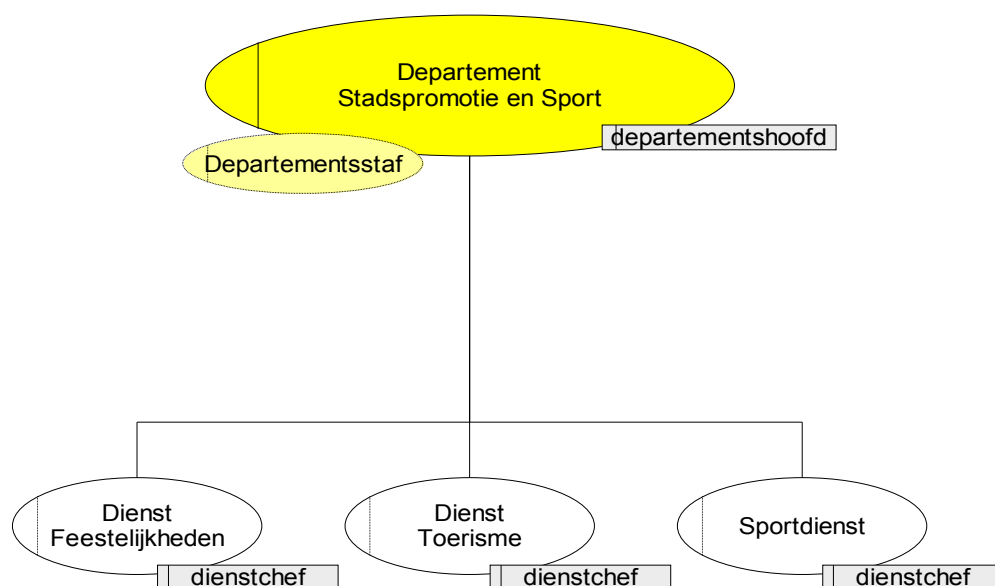 Departement
Stadspromotie en Sport
departementshoofd
Departementsstaf
Dienst
Feestelijkheden
dienstchef
Dienst
Toerisme
dienstchef
Sportdienst
dienstchef